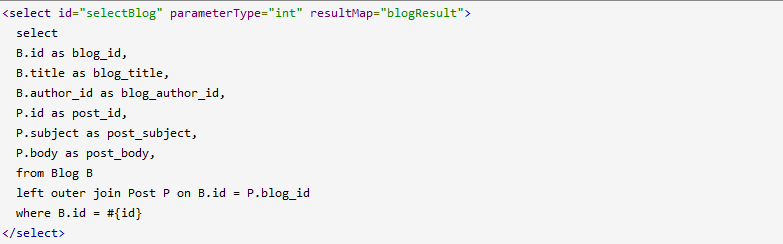 <select id="selectBlog" parameterType="int" resultMap="blogResult">
select
B.id as blog_id,
B.title as blog_title,
B.author_id as blog_author_id,
P.id as post_id,
P.subject as post_subject,
P.body as post_body,
from Blog B
left outer join Post P on B.id = P.blog_id
where B.id = #{id}
</select>